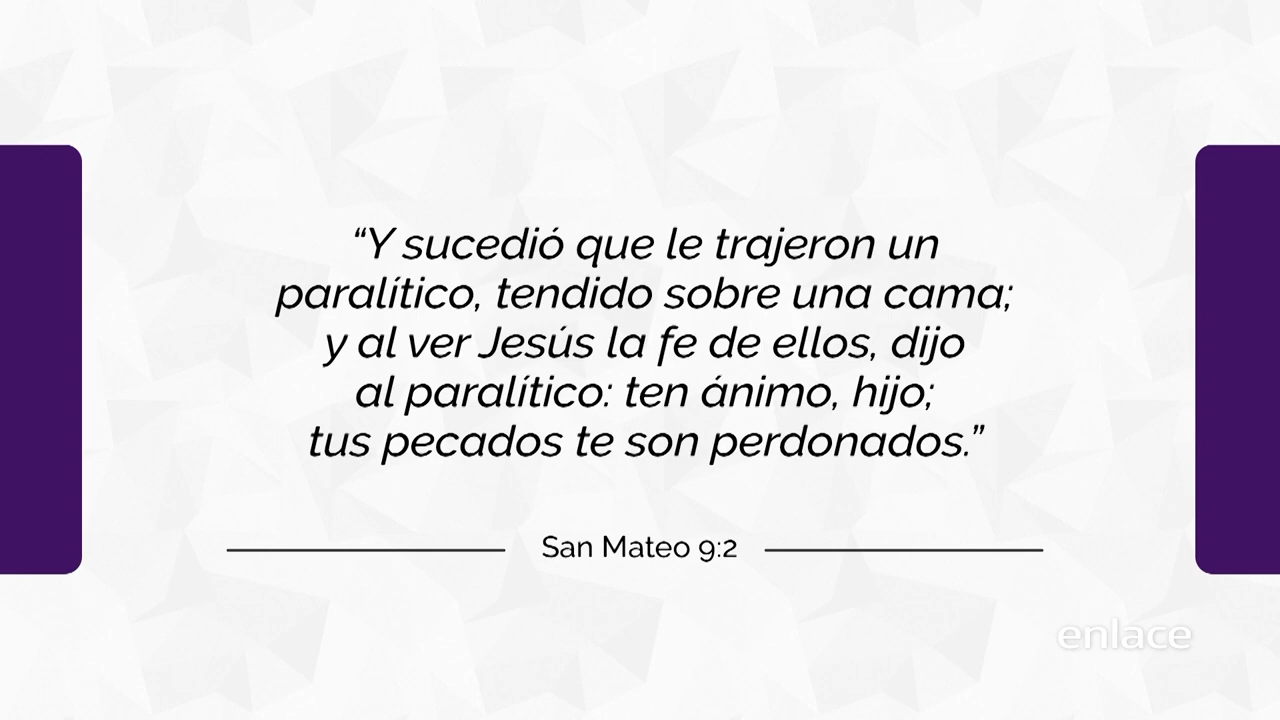 “Y sucedió que le trajeron un
paralítico, tendido sobre una cama;
y al ver Jesús la fe de ellos, dijo
al paralítico: ten ánimo, hijo;
tus pecados te son perdonados.”
San Mateo 9:2
enlace